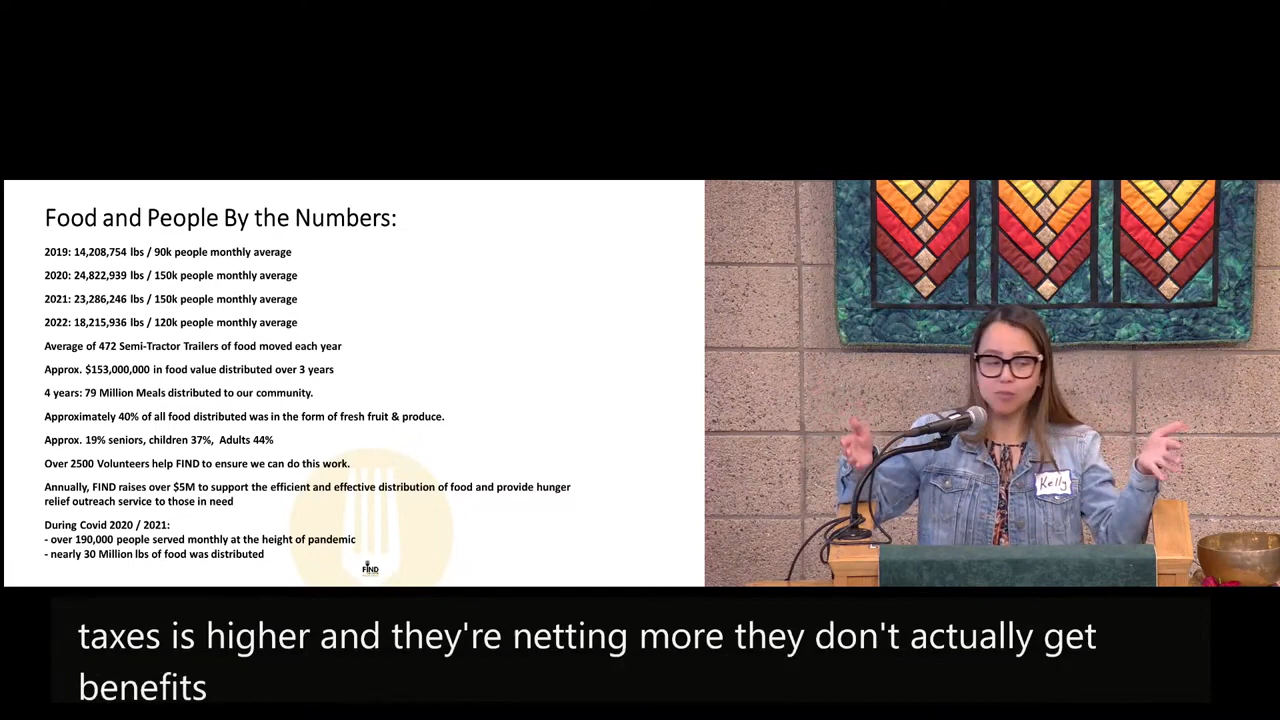 Food and People By the Numbers:
2019: 14,208,754 lbs / 90k people monthly average
2020: 24,822,939 lbs / 150k people monthly average
2021: 23,286,246 lbs / 150k people monthly average
2022: 18,215,936 lbs / 120k people monthly average
Average of 472 Semi-Tractor Trailers of food moved each year
Approx. $153,000,000 in food value distributed over 3 years
4 years: 79 Million Meals distributed to our community.
Approximately 40% of all food distributed was in the form of fresh fruit & produce.
Approx. 19% seniors, children 37%,  Adults 44%
Over 2500 Volunteers help FIND to ensure we can do this work.
Annually, FIND raises over $5M to support the efficient and effective distribution of food and provide hunger
relief outreach service to those in need
During Covid 2020 / 2021:
- over 190,000 people served monthly at the height of pandemic
- nearly 30 Million lbs of food was distributed
FIND
Kelly
taxes is higher and they're netting more they don't actually get
benefits